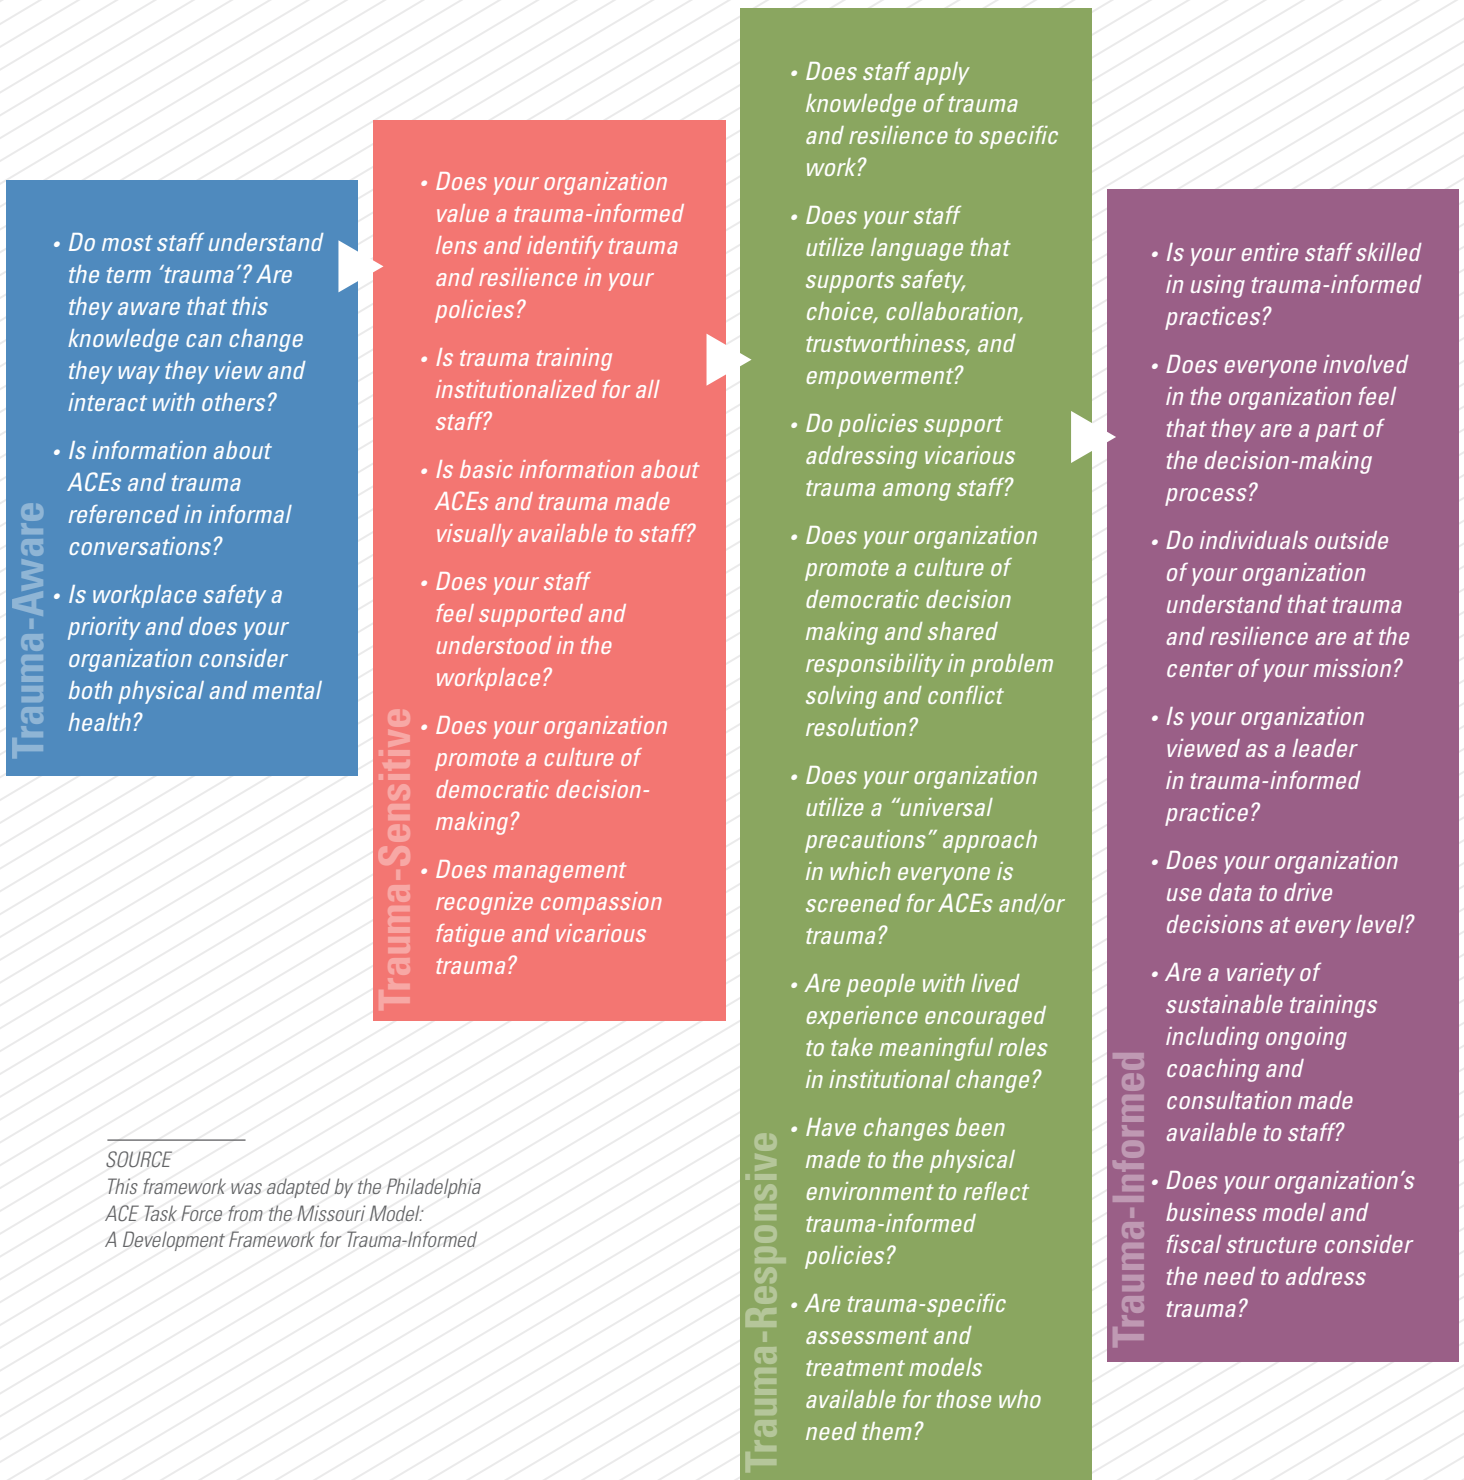 Trauma-Aware
• Do most staff understand
the term ‘trauma’? Are
they aware that this
knowledge can change
they way they view and
interact with others?
• Is information about
ACEs and trauma
referenced in informal
conversations?
• Is workplace safety a
priority and does your
organization consider
both physical and mental
health?
Trauma-Sensitive
• Does your organization
value a trauma-informed
lens and identify trauma
and resilience in your
policies?
• Is trauma training
institutionalized for all
staff?
• Is basic information about
ACEs and trauma made
visually available to staff?
• Does your staff
feel supported and
understood in the
workplace?
• Does your organization
promote a culture of
democratic decision-
making?
• Does management
recognize compassion
fatigue and vicarious
trauma?
Trauma-Responsive
• Does staff apply
knowledge of trauma
and resilience to specific
work?
• Does your staff
utilize language that
supports safety,
choice, collaboration,
trustworthiness, and
empowerment?
• Do policies support
addressing vicarious
trauma among staff?
• Does your organization
promote a culture of
democratic decision
making and shared
responsibility in problem
solving and conflict
resolution?
• Does your organization
utilize a “universal
precautions” approach
in which everyone is
screened for ACEs and/or
trauma?
• Are people with lived
experience encouraged
to take meaningful roles
in institutional change?
• Have changes been
made to the physical
environment to reflect
trauma-informed
policies?
• Are trauma-specific
assessment and
treatment models
available for those who
need them?
Trauma-Informed
• Is your entire staff skilled
in using trauma-informed
practices?
• Does everyone involved
in the organization feel
that they are a part of
the decision-making
process?
• Do individuals outside
of your organization
understand that trauma
and resilience are at the
center of your mission?
• Is your organization
viewed as a leader
in trauma-informed
practice?
• Does your organization
use data to drive
decisions at every level?
• Are a variety of
sustainable trainings
including ongoing
coaching and
consultation made
available to staff?
• Does your organization’s
business model and
fiscal structure consider
the need to address
trauma?
SOURCE
This framework was adapted by the Philadelphia
ACE Task Force from the Missouri Model:
A Development Framework for Trauma-Informed